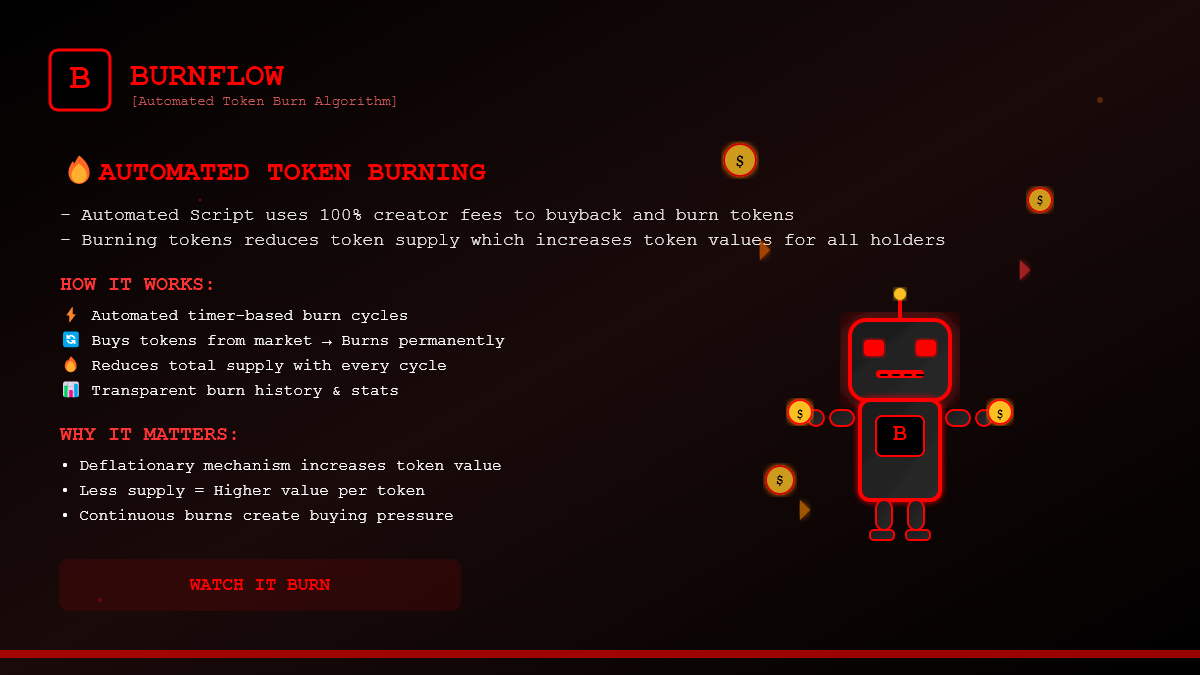 B
BURNFLOW
[Automated Token Burn Algorithm]
🔥 AUTOMATED TOKEN BURNING
– Automated Script uses 100% creator fees to buyback and burn tokens
– Burning tokens reduces token supply which increases token values for all holders
HOW IT WORKS:
⚡ Automated timer-based burn cycles
🔄 Buys tokens from market → Burns permanently
🔥 Reduces total supply with every cycle
📊 Transparent burn history & stats
WHY IT MATTERS:
• Deflationary mechanism increases token value
• Less supply = Higher value per token
• Continuous burns create buying pressure
WATCH IT BURN
$
$
$
$
B
$